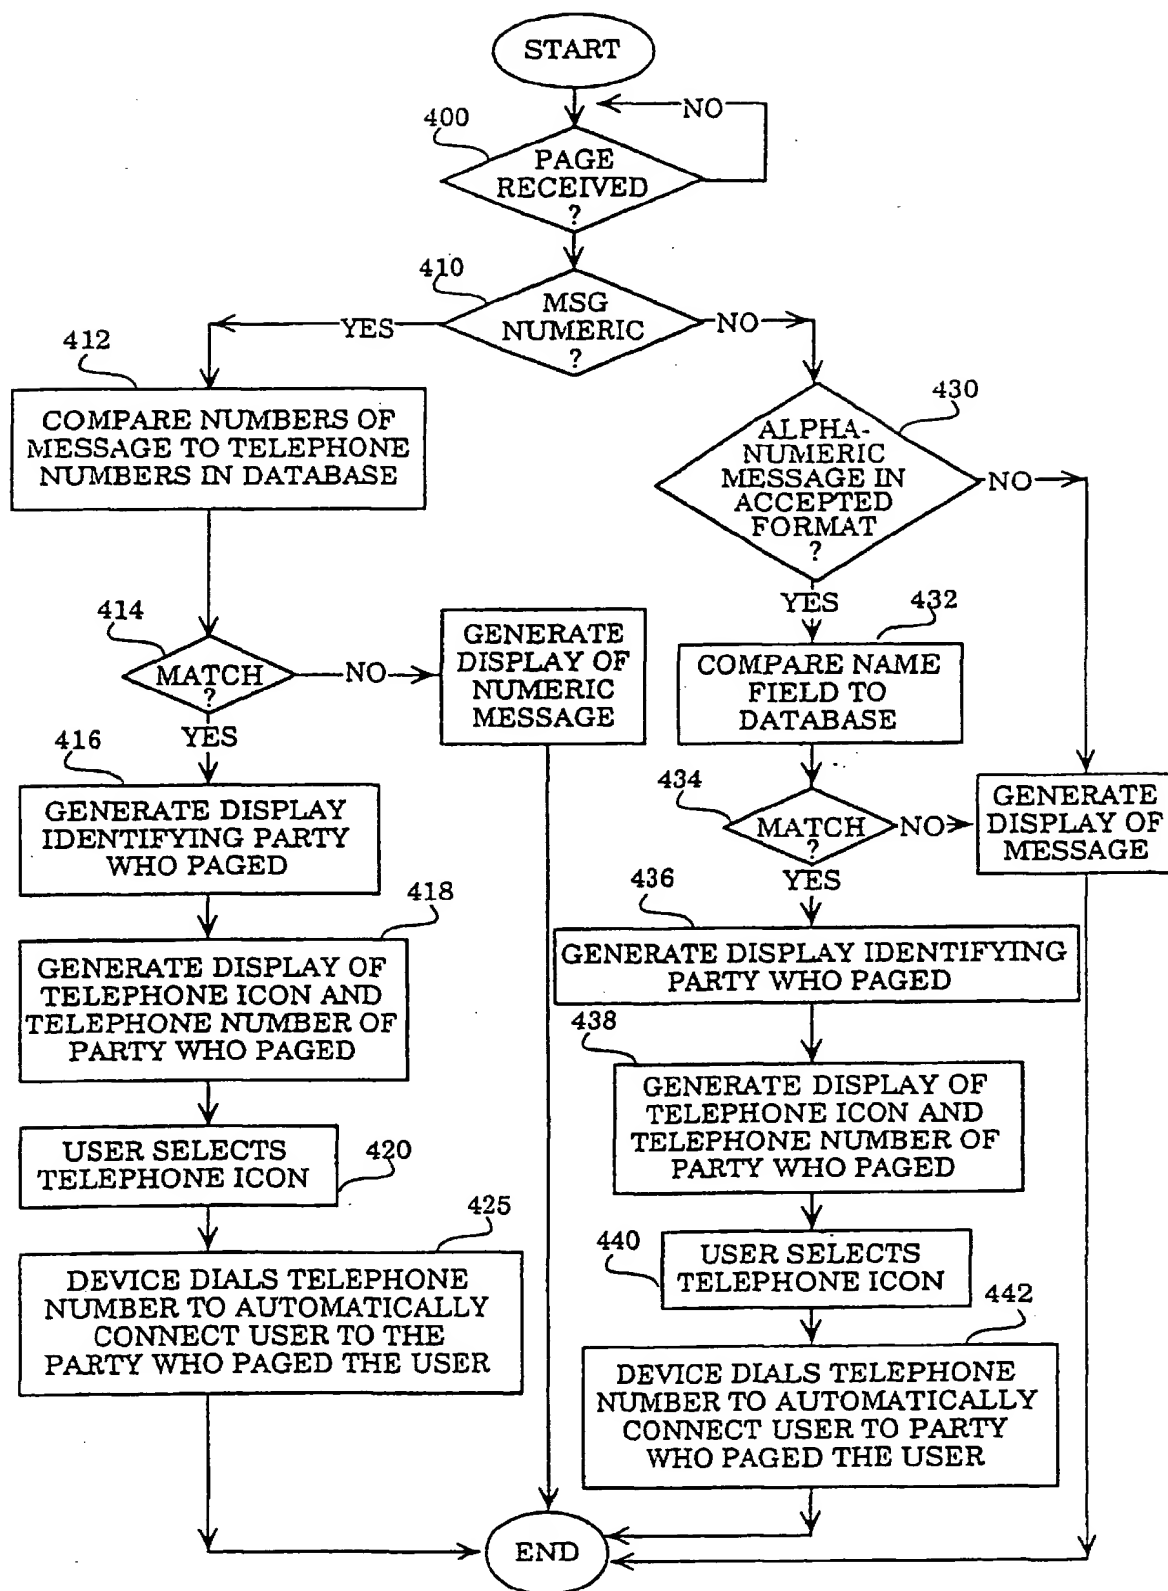 START
NO
400
PAGE
RECEIVED
?
410
MSG
NUMERIC
?
YES
NO
412
COMPARE NUMBERS OF
MESSAGE TO TELEPHONE
NUMBERS IN DATABASE
430
ALPHA-
NUMERIC
MESSAGE IN
ACCEPTED
FORMAT
?
NO
YES
414
MATCH
?
NO
GENERATE
DISPLAY OF
NUMERIC
MESSAGE
YES
432
COMPARE NAME
FIELD TO
DATABASE
416
GENERATE DISPLAY
IDENTIFYING PARTY
WHO PAGED
434
MATCH
?
NO
GENERATE
DISPLAY OF
MESSAGE
YES
418
GENERATE DISPLAY OF
TELEPHONE ICON AND
TELEPHONE NUMBER OF
PARTY WHO PAGED
436
GENERATE DISPLAY IDENTIFYING
PARTY WHO PAGED
438
GENERATE DISPLAY OF
TELEPHONE ICON AND
TELEPHONE NUMBER OF
PARTY WHO PAGED
USER SELECTS
TELEPHONE ICON
420
440
USER SELECTS
TELEPHONE ICON
425
DEVICE DIALS TELEPHONE
NUMBER TO AUTOMATICALLY
CONNECT USER TO THE
PARTY WHO PAGED THE USER
442
DEVICE DIALS TELEPHONE
NUMBER TO AUTOMATICALLY
CONNECT USER TO PARTY
WHO PAGED THE USER
END